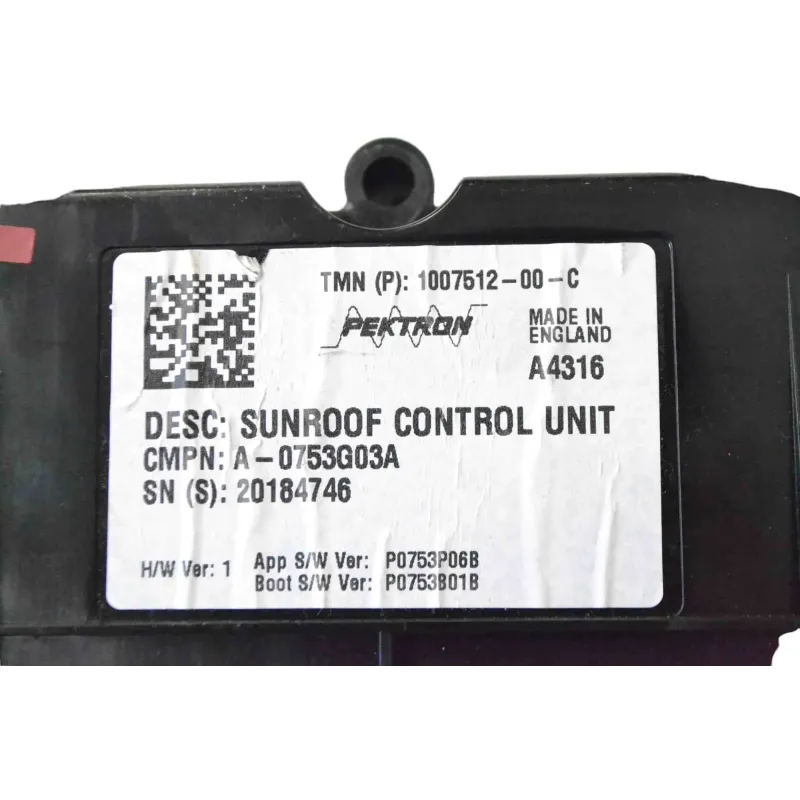 TMN (P): 1007512-00-C
PEKTRON
MADE IN
ENGLAND
A4316
DESC: SUNROOF CONTROL UNIT
CMPN: A-0753G03A
SN (S): 20184746
H/W Ver: 1
App S/W Ver: P0753P06B
Boot S/W Ver: P0753B01B